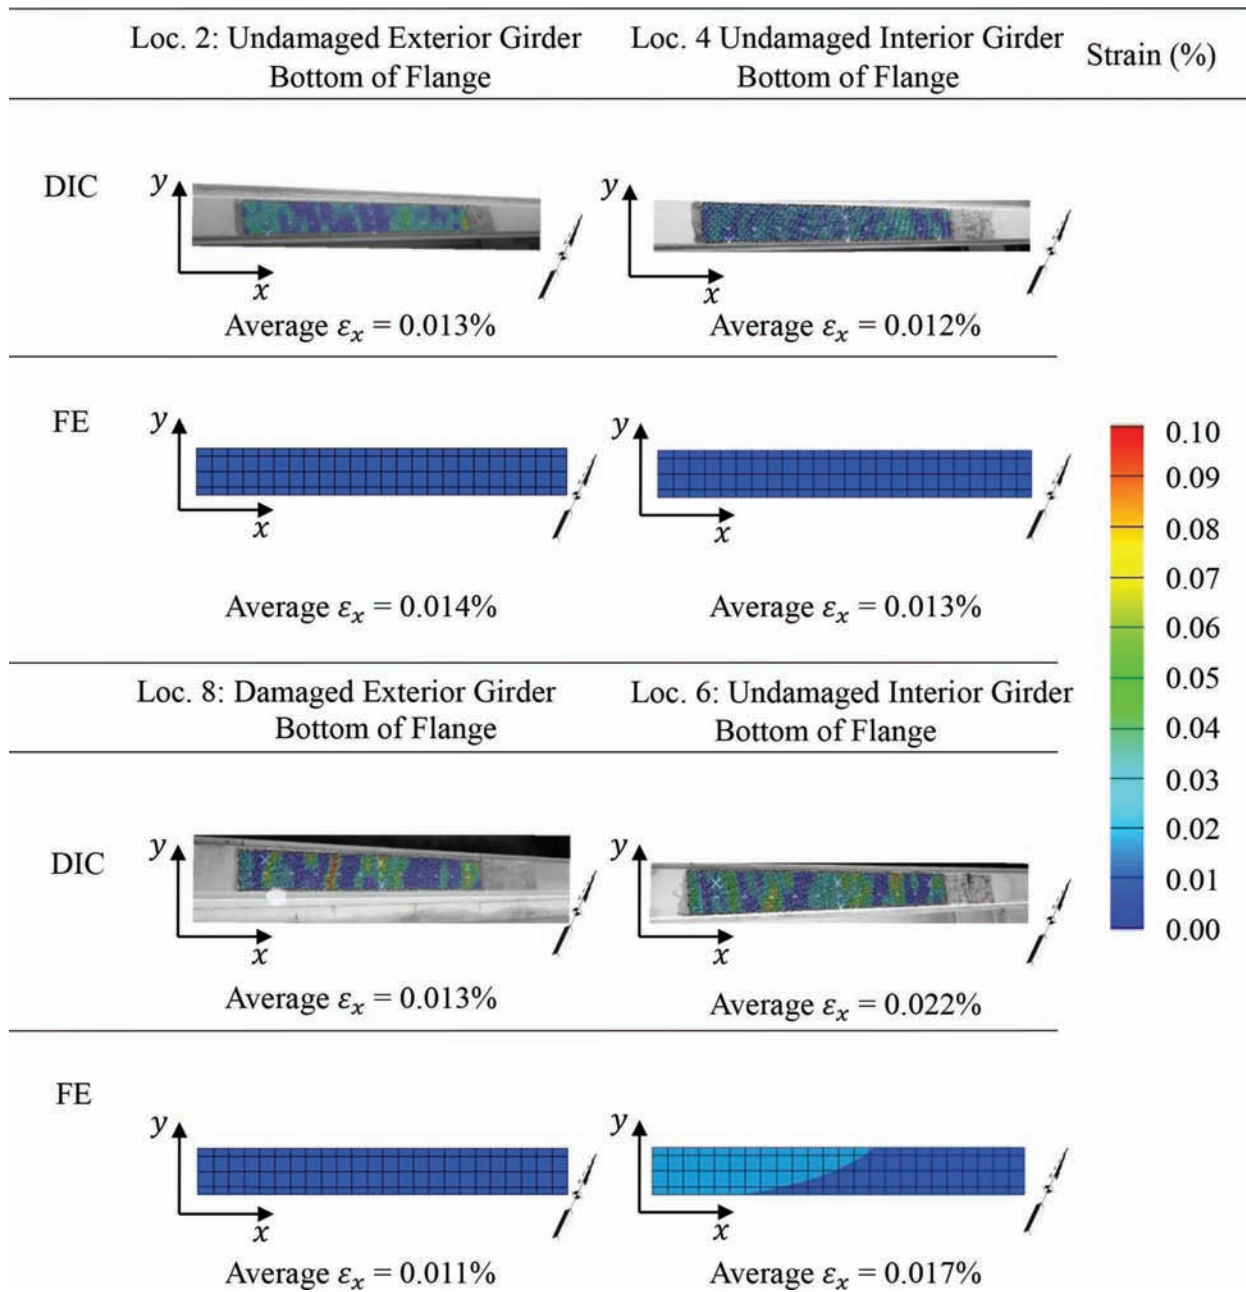 Loc. 2: Undamaged Exterior Girder
Bottom of Flange
Loc. 4 Undamaged Interior Girder
Bottom of Flange
Strain (%)
DIC
y
x
Average εₓ = 0.013%
y
x
Average εₓ = 0.012%
FE
y
x
Average εₓ = 0.014%
y
x
Average εₓ = 0.013%
0.10
0.09
0.08
0.07
0.06
0.05
0.04
0.03
0.02
0.01
0.00
Loc. 8: Damaged Exterior Girder
Bottom of Flange
Loc. 6: Undamaged Interior Girder
Bottom of Flange
DIC
y
x
Average εₓ = 0.013%
y
x
Average εₓ = 0.022%
FE
y
x
Average εₓ = 0.011%
y
x
Average εₓ = 0.017%